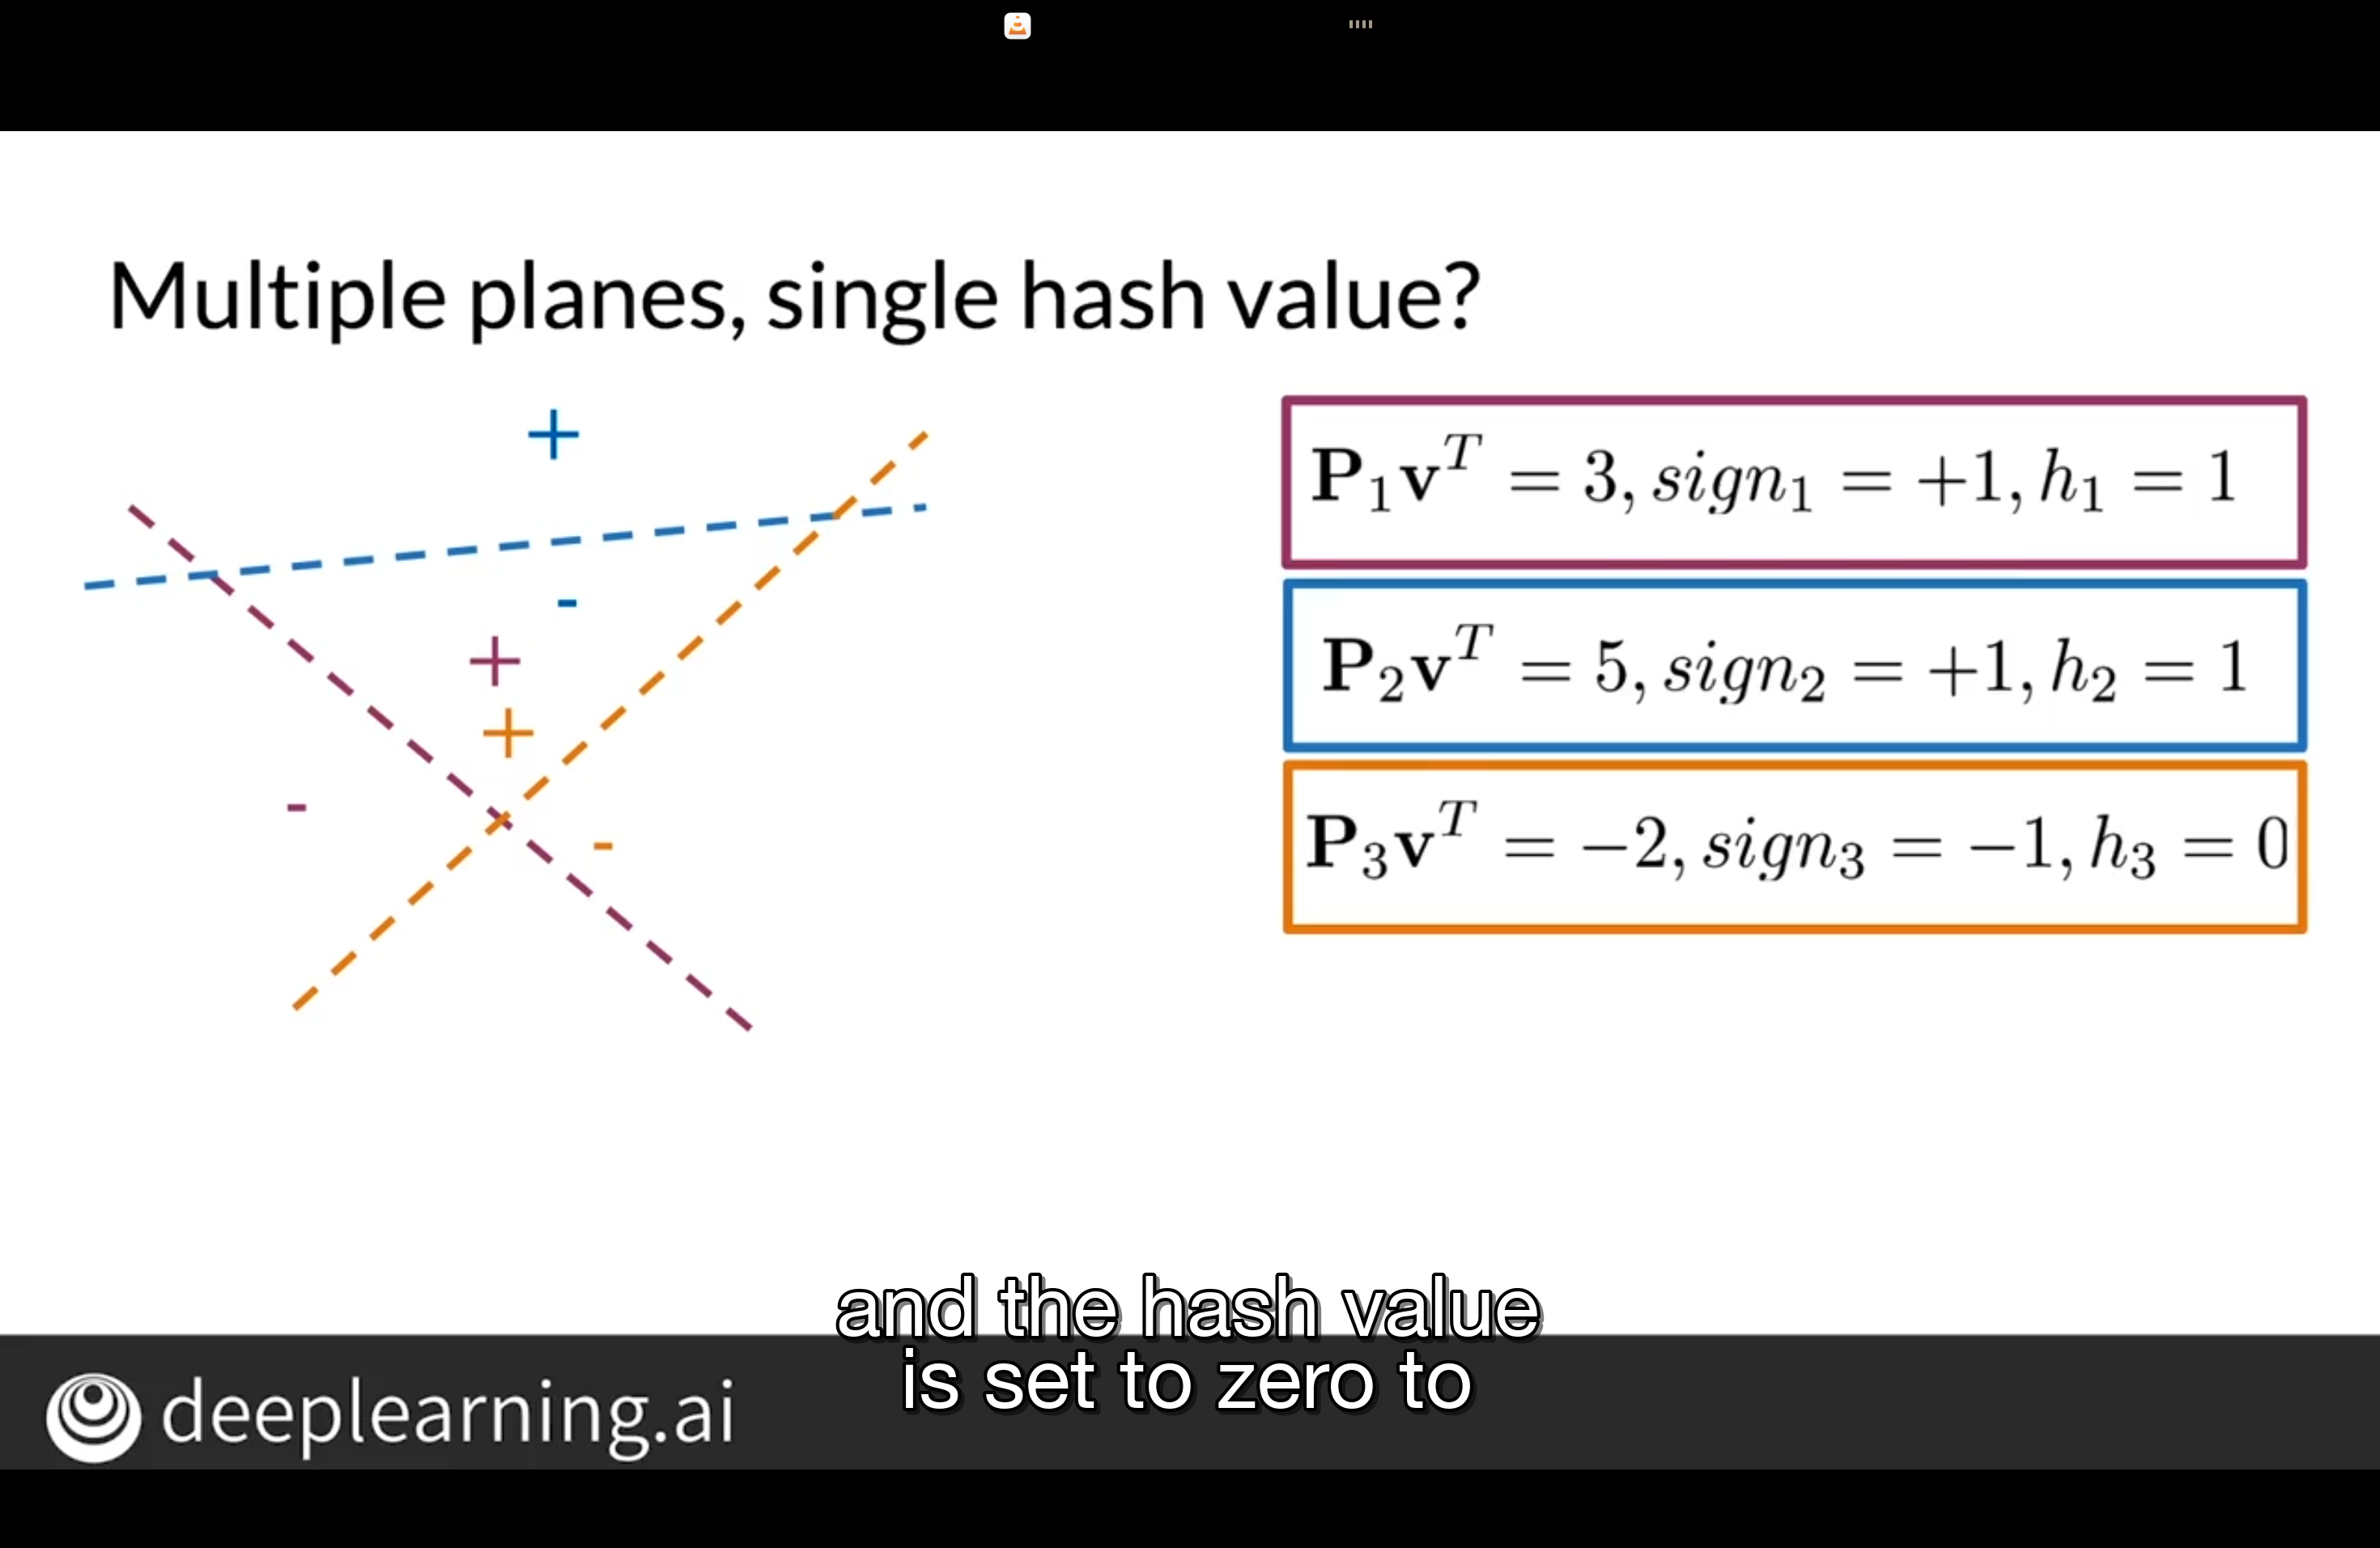 Multiple planes, single hash value?
+
-
+
+
-
-
P₁vᵀ = 3, sign₁ = +1, h₁ = 1
P₂vᵀ = 5, sign₂ = +1, h₂ = 1
P₃vᵀ = −2, sign₃ = −1, h₃ = 0
and the hash value
is set to zero to
deeplearning.ai